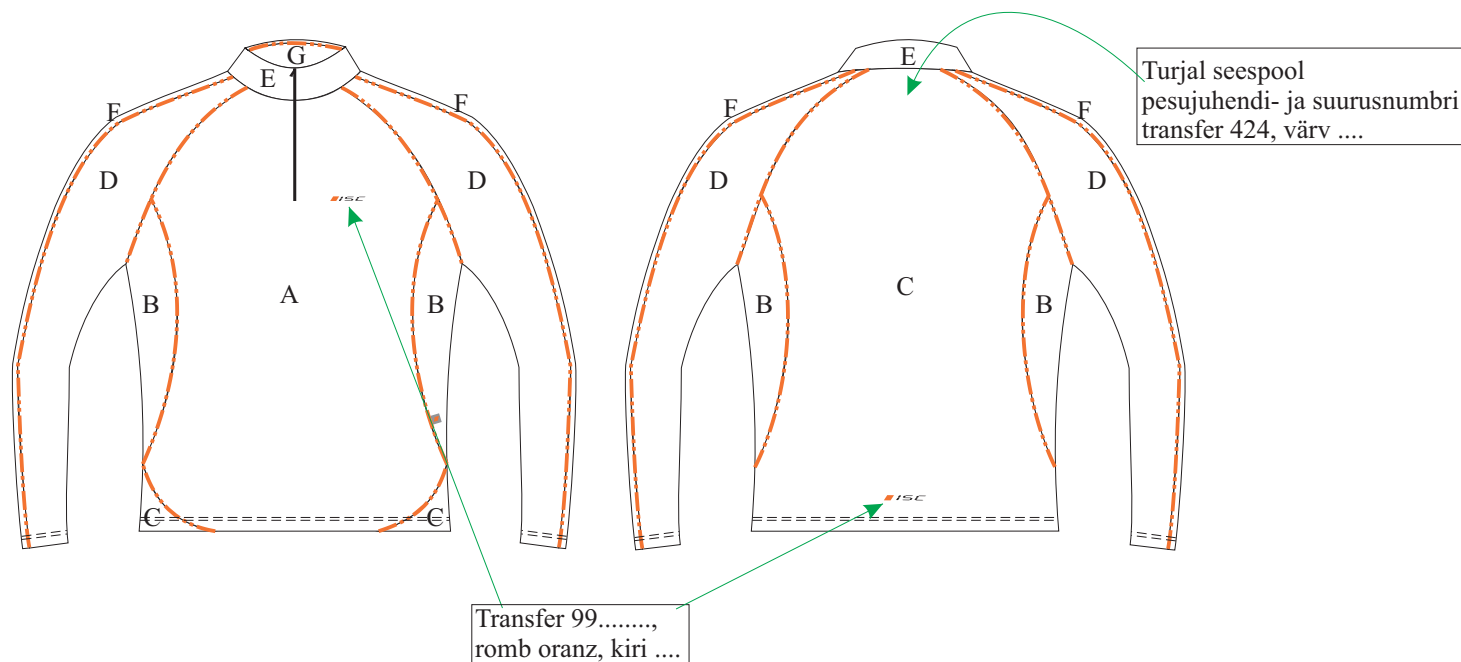 G
E
F
F
D
D
ISC
A
B
B
C
C
E
F
F
D
D
B
C
B
ISC
Turjal seespool
pesujuhendi- ja suurusnumbri
transfer 424, värv ....
Transfer 99........,
romb oranz, kiri ....